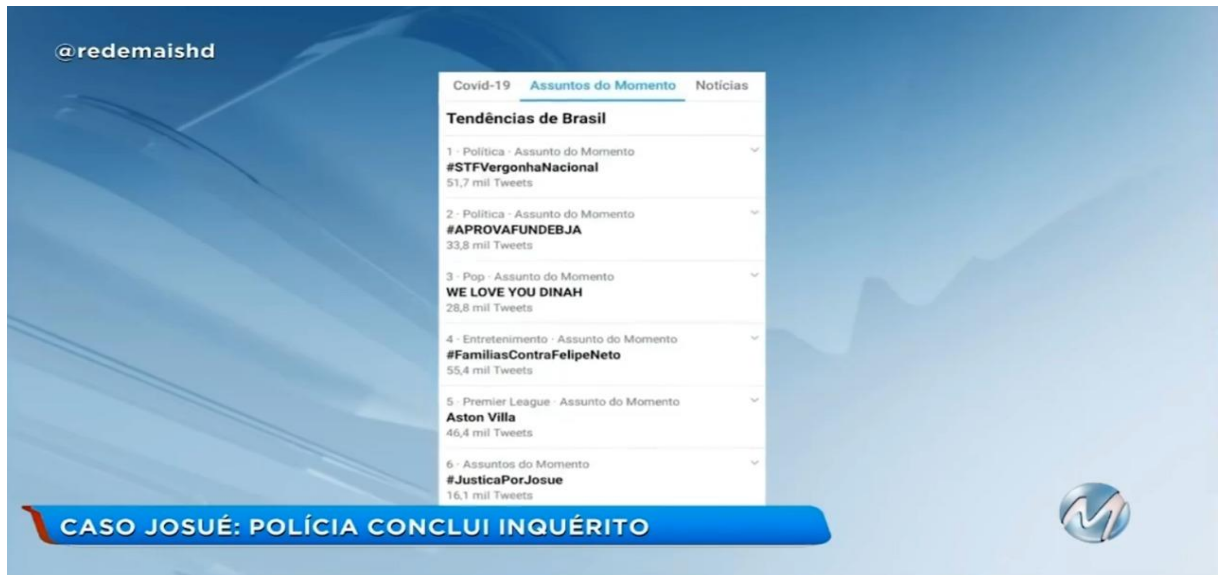 @redemaishd
Covid-19 Assuntos do Momento Notícias
Tendências de Brasil
1 · Política · Assunto do Momento
#STFVergonhaNacional
51,7 mil Tweets
2 · Política · Assunto do Momento
#APROVAFUNDEBJA
33,8 mil Tweets
3 · Pop · Assunto do Momento
WE LOVE YOU DINAH
28,8 mil Tweets
4 · Entretenimento · Assunto do Momento
#FamiliasContraFelipeNeto
55,4 mil Tweets
5 · Premier League · Assunto do Momento
Aston Villa
46,4 mil Tweets
6 · Assuntos do Momento
#JusticaPorJosue
16,1 mil Tweets
CASO JOSUÉ: POLÍCIA CONCLUI INQUÉRITO
M